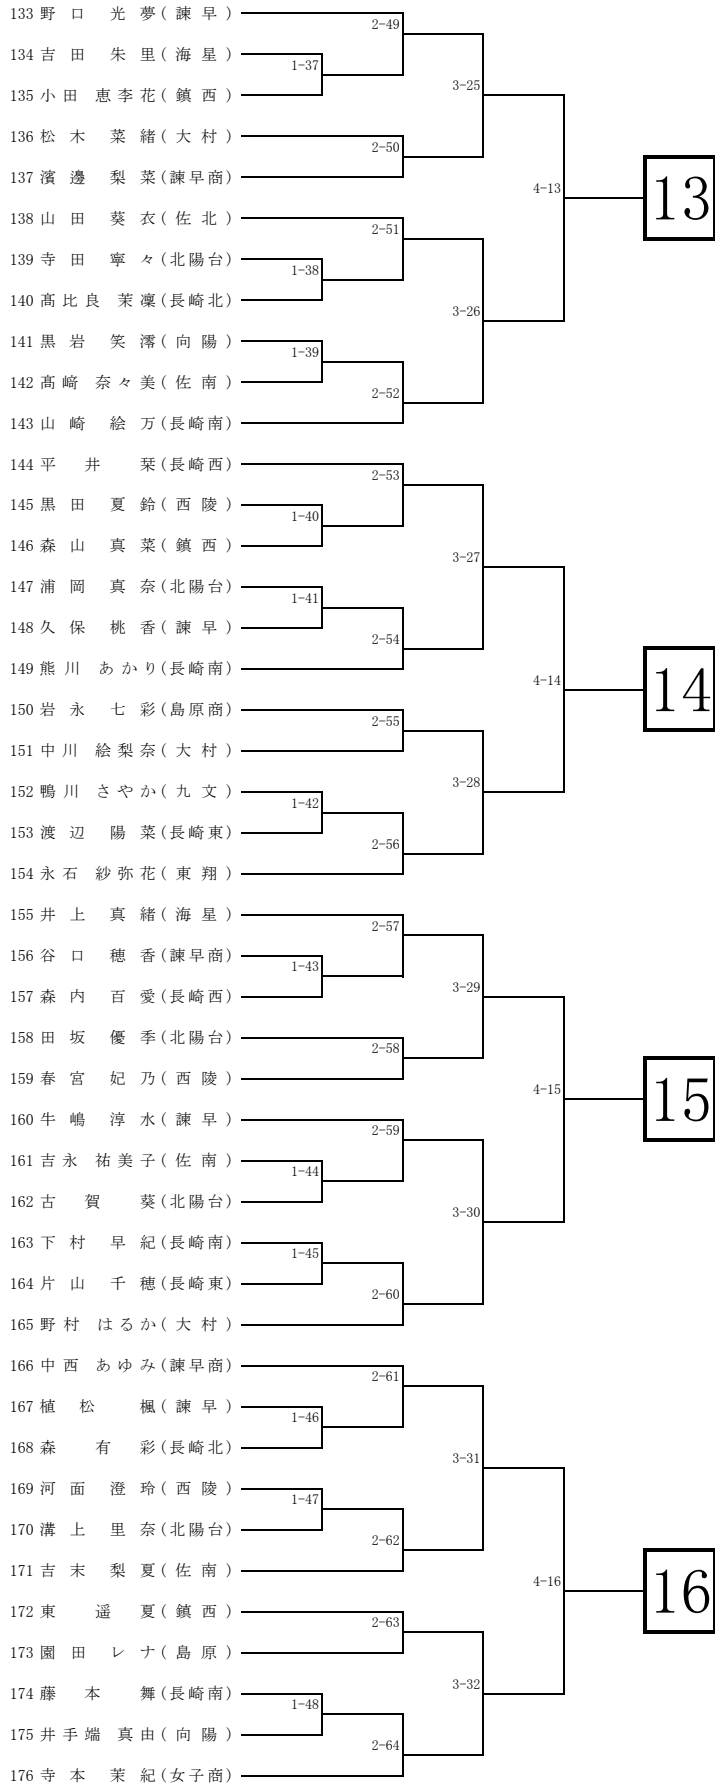 133 野口 光夢 (諫早)
2-49
134 吉田 朱里 (海星)
1-37
135 小田 恵李花 (鎮西)
3-25
136 松木 菜緒 (大村)
2-50
137 濱邊 梨菜 (諫早商)
4-13
13
138 山田 葵衣 (佐北)
2-51
139 寺田 寧々 (北陽台)
1-38
140 髙比良 茉凜 (長崎北)
3-26
141 黒岩 笑澪 (向陽)
1-39
142 髙﨑 奈々美 (佐南)
2-52
143 山崎 絵万 (長崎南)
144 平井 栞 (長崎西)
2-53
145 黒田 夏鈴 (西陵)
1-40
146 森山 真菜 (鎮西)
3-27
147 浦岡 真奈 (北陽台)
1-41
148 久保 桃香 (諫早)
2-54
149 熊川 あかり (長崎南)
4-14
14
150 岩永 七彩 (島原商)
2-55
151 中川 絵梨奈 (大村)
3-28
152 鴨川 さやか (九文)
1-42
153 渡辺 陽菜 (長崎東)
2-56
154 永石 紗弥花 (東翔)
155 井上 真緒 (海星)
2-57
156 谷口 穂香 (諫早商)
1-43
157 森内 百愛 (長崎西)
3-29
158 田坂 優季 (北陽台)
2-58
159 春宮 妃乃 (西陵)
4-15
15
160 牛嶋 淳水 (諫早)
2-59
161 吉永 祐美子 (佐南)
1-44
162 古賀 葵 (北陽台)
3-30
163 下村 早紀 (長崎南)
1-45
164 片山 千穂 (長崎東)
2-60
165 野村 はるか (大村)
166 中西 あゆみ (諫早商)
2-61
167 植松 楓 (諫早)
1-46
168 森 有彩 (長崎北)
3-31
169 河面 澄玲 (西陵)
1-47
170 溝上 里奈 (北陽台)
2-62
171 吉末 梨夏 (佐南)
4-16
16
172 東 遥夏 (鎮西)
2-63
173 園田 レナ (島原)
3-32
174 藤本 舞 (長崎南)
1-48
175 井手端 真由 (向陽)
2-64
176 寺本 茉紀 (女子商)